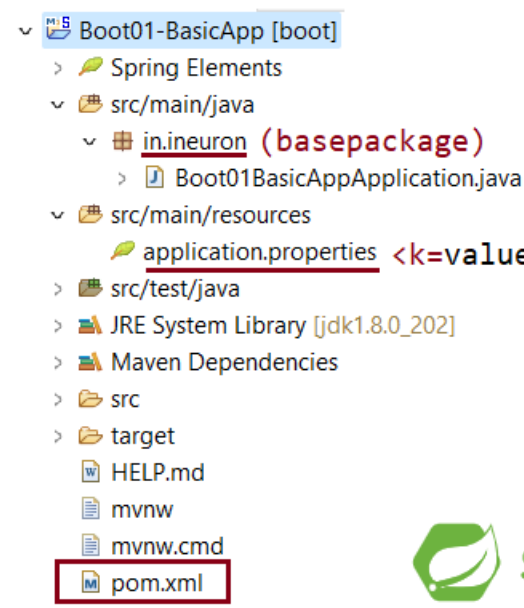 Boot01-BasicApp [boot]
Spring Elements
src/main/java
in.ineuron (basepackage)
Boot01BasicAppApplication.java
src/main/resources
application.properties <k=value
src/test/java
JRE System Library [jdk1.8.0_202]
Maven Dependencies
src
target
HELP.md
mvnw
mvnw.cmd
pom.xml